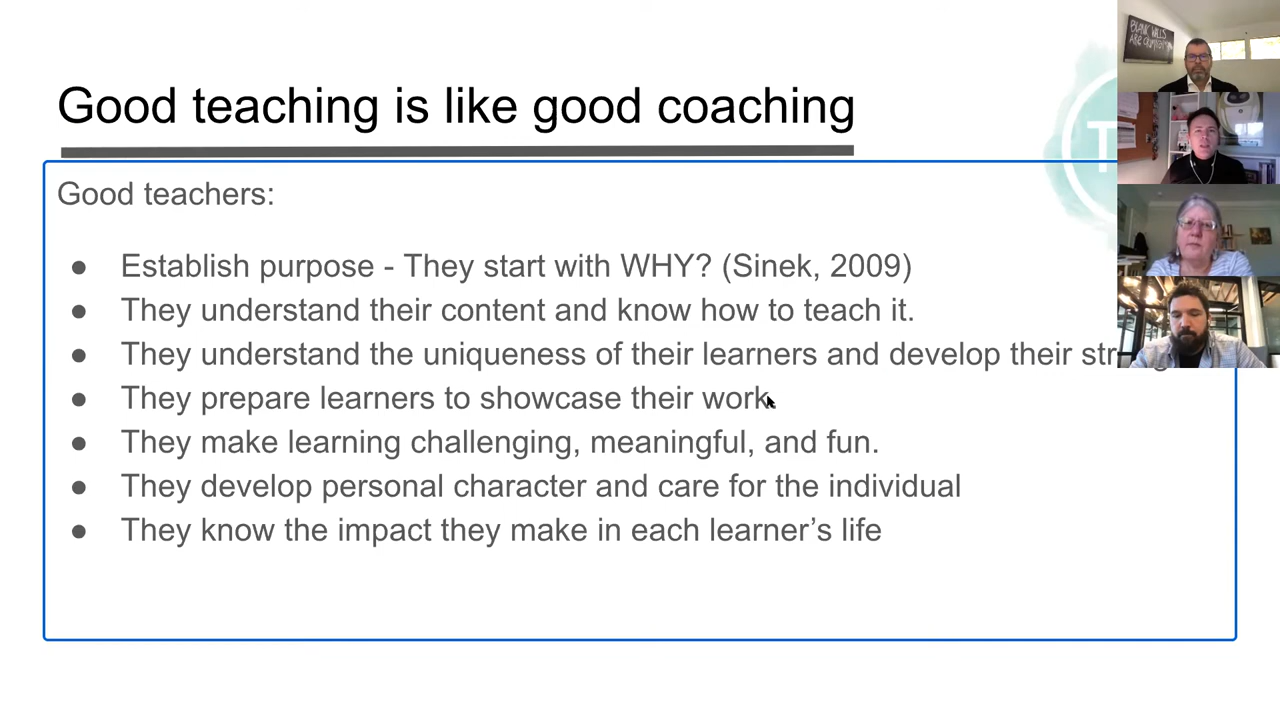 Good teaching is like good coaching
Good teachers:
● Establish purpose - They start with WHY? (Sinek, 2009)
● They understand their content and know how to teach it.
● They understand the uniqueness of their learners and develop their
● They prepare learners to showcase their work.
● They make learning challenging, meaningful, and fun.
● They develop personal character and care for the individual
● They know the impact they make in each learner’s life
T
BLANK WALLS
ARE